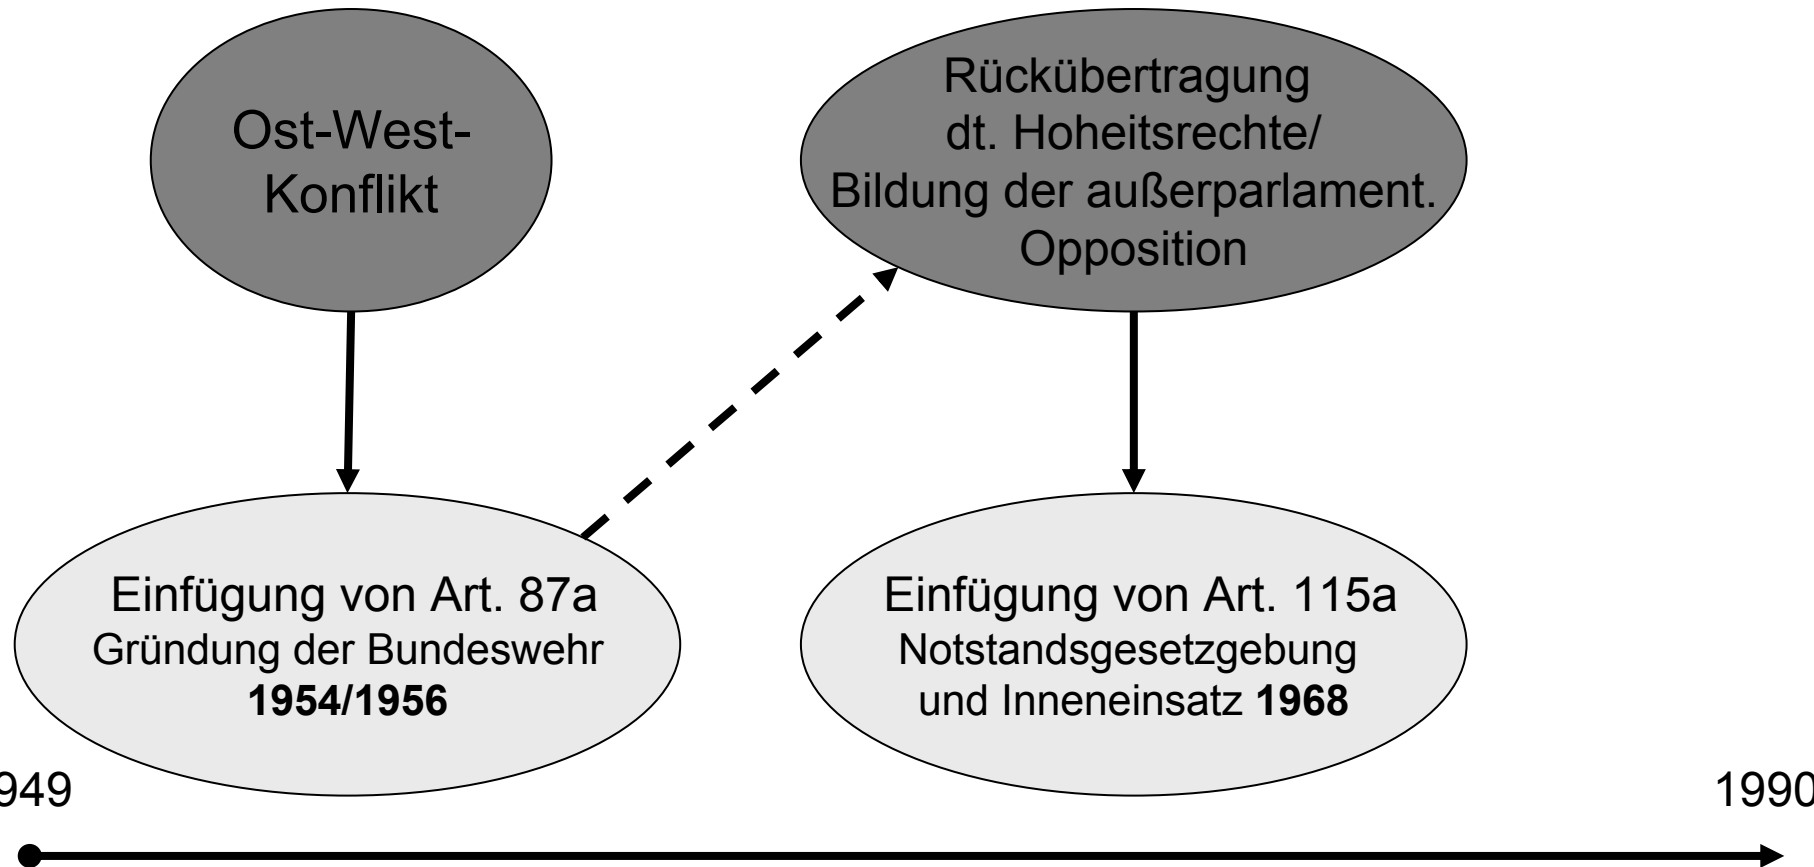 Ost-West-
Konflikt
Rückübertragung
dt. Hoheitsrechte/
Bildung der außerparlament.
Opposition
Einfügung von Art. 87a
Gründung der Bundeswehr
1954/1956
Einfügung von Art. 115a
Notstandsgesetzgebung
und Inneneinsatz 1968
949
1990